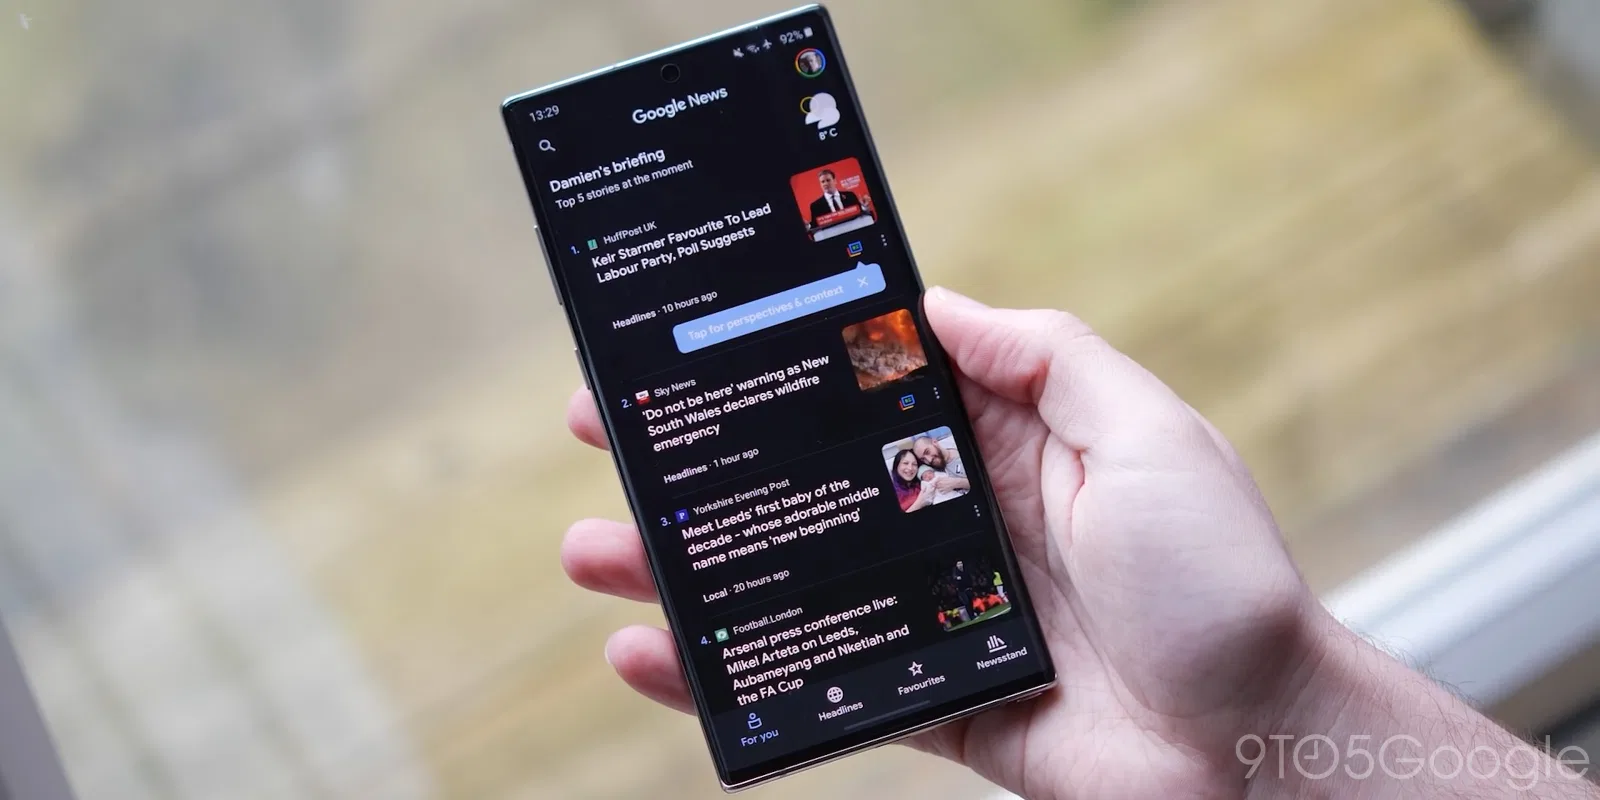 13:29
92%
Google News
8° C
Damien's briefing
Top 5 stories at the moment
1.
HuffPost UK
Keir Starmer Favourite To Lead
Labour Party, Poll Suggests
Headlines · 10 hours ago
Tap for perspectives & context
2.
Sky News
'Do not be here' warning as New
South Wales declares wildfire
emergency
Headlines · 1 hour ago
3.
Yorkshire Evening Post
Meet Leeds' first baby of the
decade - whose adorable middle
name means 'new beginning'
Local · 20 hours ago
4.
Football.London
Arsenal press conference live:
Mikel Arteta on Leeds,
Aubameyang and Nketiah and
the FA Cup
For you
Headlines
Favourites
Newsstand
9TO5Google